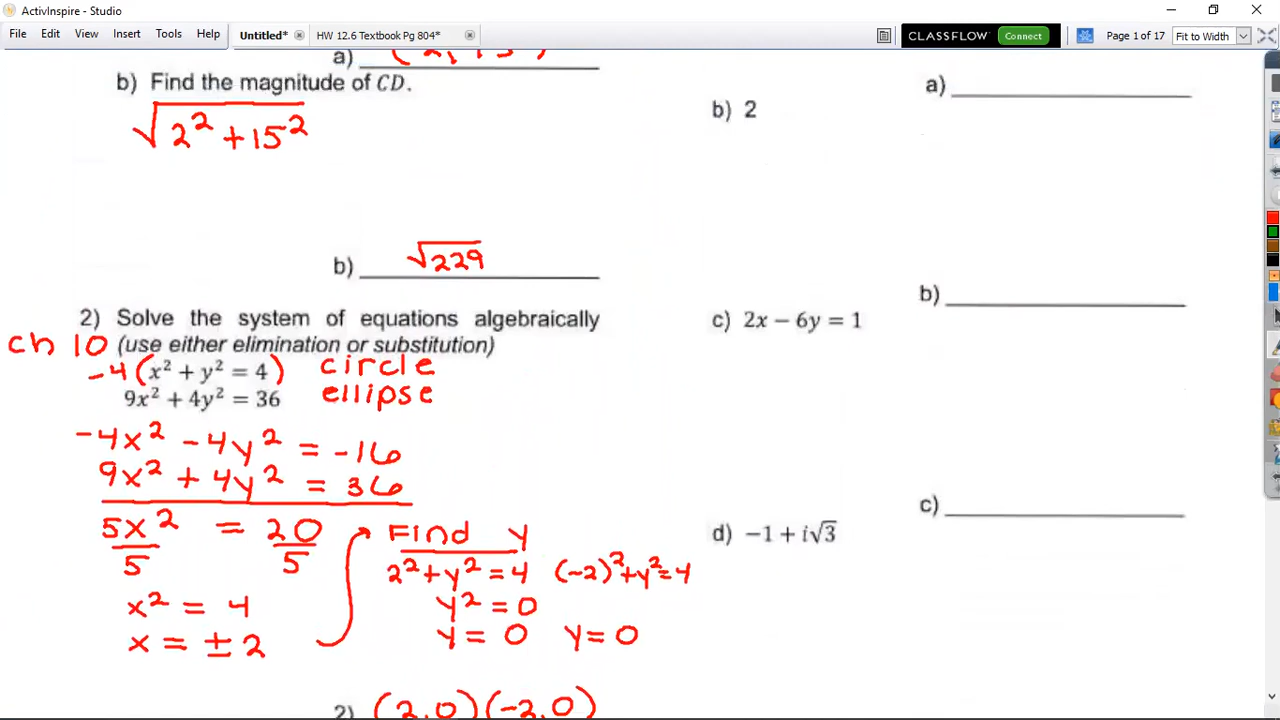 ActivInspire - Studio
File Edit View Insert Tools Help Untitled* HW 12.6 Textbook Pg 804* CLASSFLOW Connect Page 1 of 17 Fit to Width
a)
b) Find the magnitude of CD.
√2² + 15²
b) √229
2) Solve the system of equations algebraically
ch 10 (use either elimination or substitution)
-4(x² + y² = 4) circle
9x² + 4y² = 36 ellipse
-4x² - 4y² = -16
9x² + 4y² = 36
5x² = 20
5 5
x² = 4
x = ± 2
Find y
2² + y² = 4 (-2)² + y² = 4
y² = 0
y = 0 y = 0
2) (2,0)(-2,0)
a)
b) 2
b)
c) 2x − 6y = 1
c)
d) −1 + i√3